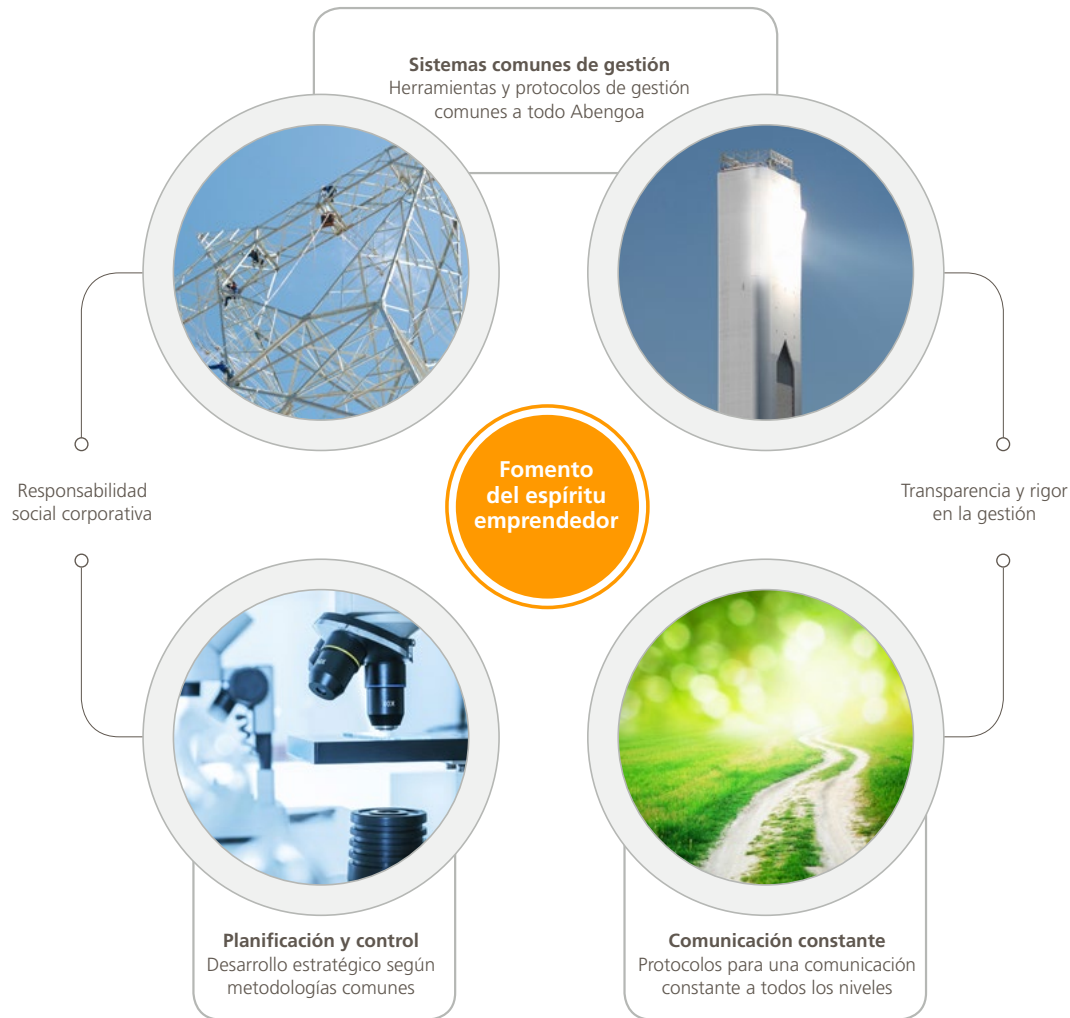 Sistemas comunes de gestión
Herramientas y protocolos de gestión
comunes a todo Abengoa
Responsabilidad
social corporativa
Fomento
del espíritu
emprendedor
Transparencia y rigor
en la gestión
Planificación y control
Desarrollo estratégico según
metodologías comunes
Comunicación constante
Protocolos para una comunicación
constante a todos los niveles